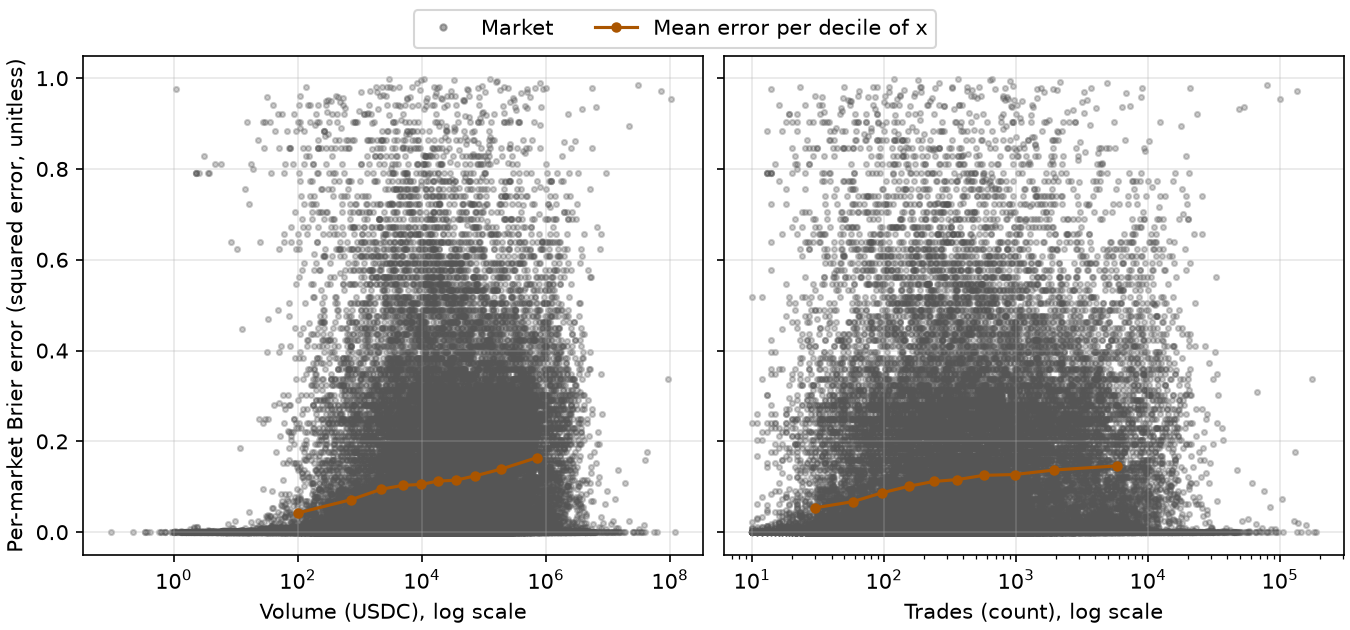 Market
Mean error per decile of x
Per-market Brier error (squared error, unitless)
1.0
0.8
0.6
0.4
0.2
0.0
10^0 10^2 10^4 10^6 10^8
Volume (USDC), log scale
10^1 10^2 10^3 10^4 10^5
Trades (count), log scale